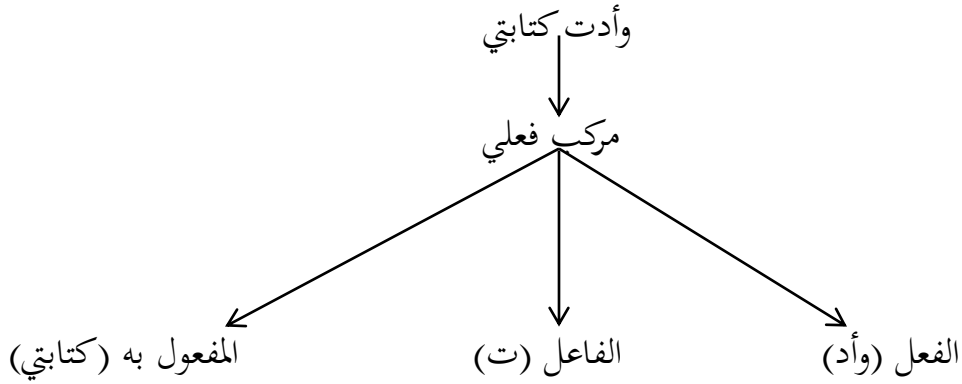 وأدت كتابتي
مركب فعلي
الفعل (وأد) الفاعل (ت) المفعول به (كتابتي)